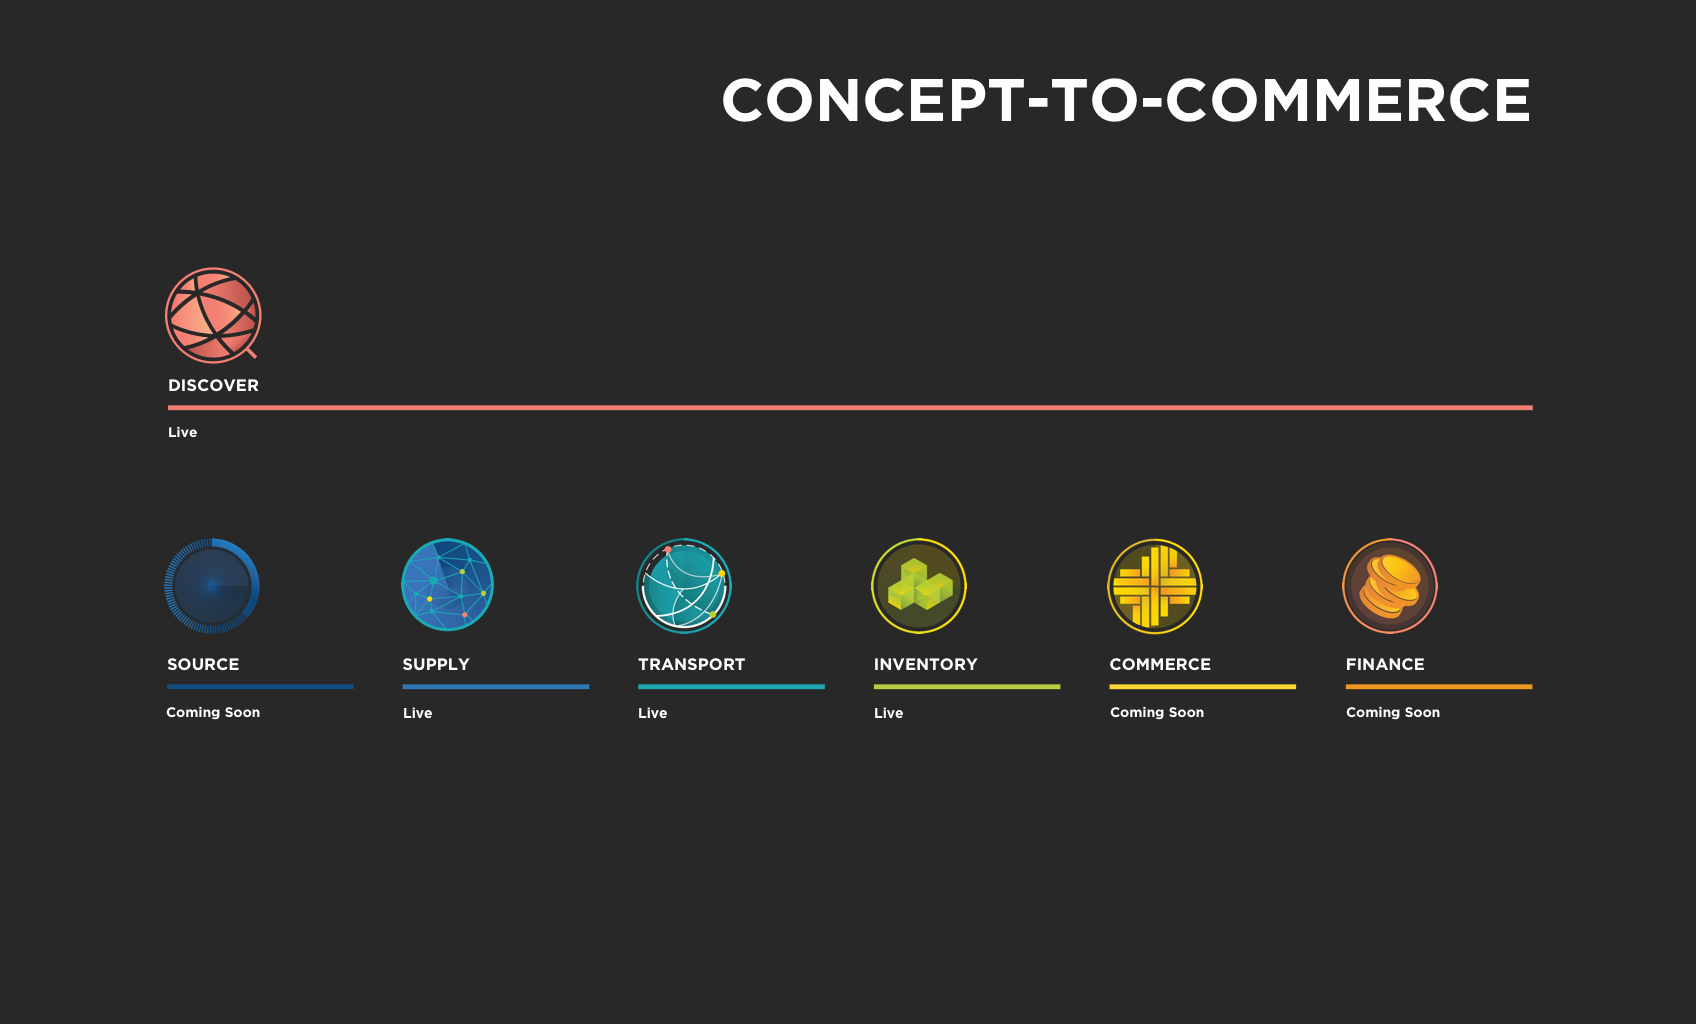 CONCEPT-TO-COMMERCE
DISCOVER
Live
SOURCE
Coming Soon
SUPPLY
Live
TRANSPORT
Live
INVENTORY
Live
COMMERCE
Coming Soon
FINANCE
Coming Soon